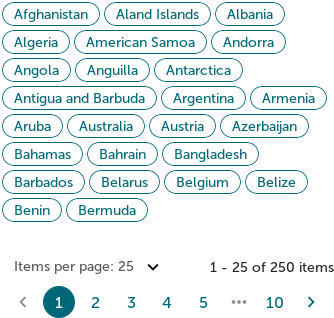 Afghanistan Aland Islands Albania
Algeria American Samoa Andorra
Angola Anguilla Antarctica
Antigua and Barbuda Argentina Armenia
Aruba Australia Austria Azerbaijan
Bahamas Bahrain Bangladesh
Barbados Belarus Belgium Belize
Benin Bermuda
Items per page: 25 1 - 25 of 250 items
1 2 3 4 5 ••• 10